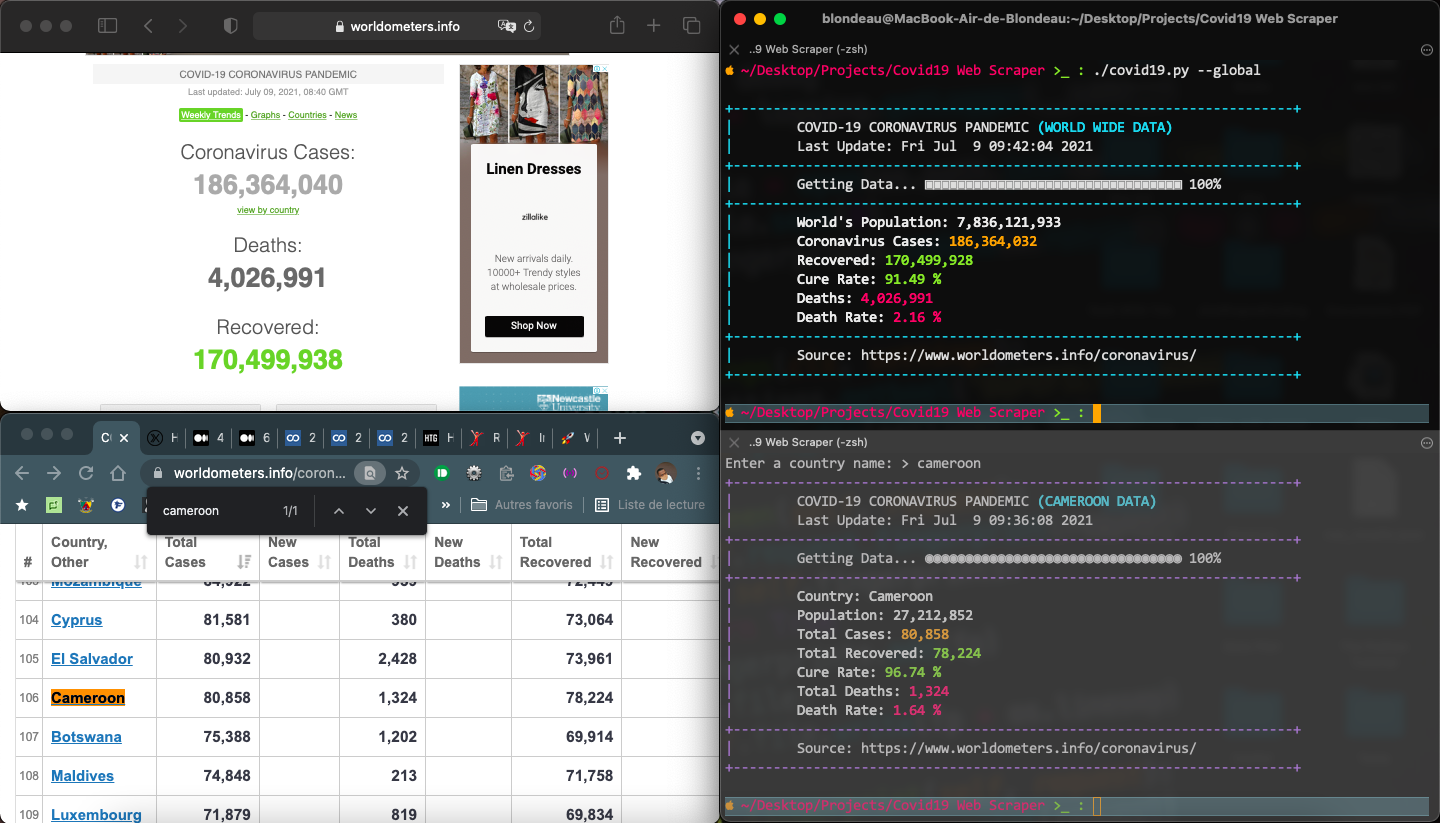 worldometers.info
COVID-19 CORONAVIRUS PANDEMIC
Last updated: July 09, 2021, 08:40 GMT
Weekly Trends - Graphs - Countries - News
Coronavirus Cases:
186,364,040
view by country
Deaths:
4,026,991
Recovered:
170,499,938
Linen Dresses
zillalike
New arrivals daily.
10000+ Trendy styles
at wholesale prices.
Shop Now
Newcastle
University
blondeau@MacBook-Air-de-Blondeau:~/Desktop/Projects/Covid19 Web Scraper
..9 Web Scraper (-zsh)
~/Desktop/Projects/Covid19 Web Scraper >_ : ./covid19.py --global
COVID-19 CORONAVIRUS PANDEMIC (WORLD WIDE DATA)
Last Update: Fri Jul  9 09:42:04 2021
Getting Data... 100%
World's Population: 7,836,121,933
Coronavirus Cases: 186,364,032
Recovered: 170,499,928
Cure Rate: 91.49 %
Deaths: 4,026,991
Death Rate: 2.16 %
Source: https://www.worldometers.info/coronavirus/
~/Desktop/Projects/Covid19 Web Scraper >_ :
C H 4 6 2 2 2 HTG H R I V
worldometers.info/coron...
Autres favoris Liste de lecture
cameroon 1/1
# Country, Other Total Cases New Cases Total Deaths New Deaths Total Recovered New Recovered
103 Mozambique 84,922 935 72,445
104 Cyprus 81,581 380 73,064
105 El Salvador 80,932 2,428 73,961
106 Cameroon 80,858 1,324 78,224
107 Botswana 75,388 1,202 69,914
108 Maldives 74,848 213 71,758
109 Luxembourg 71,879 819 69,834
..9 Web Scraper (-zsh)
Enter a country name: > cameroon
COVID-19 CORONAVIRUS PANDEMIC (CAMEROON DATA)
Last Update: Fri Jul  9 09:36:08 2021
Getting Data... 100%
Country: Cameroon
Population: 27,212,852
Total Cases: 80,858
Total Recovered: 78,224
Cure Rate: 96.74 %
Total Deaths: 1,324
Death Rate: 1.64 %
Source: https://www.worldometers.info/coronavirus/
~/Desktop/Projects/Covid19 Web Scraper >_ :